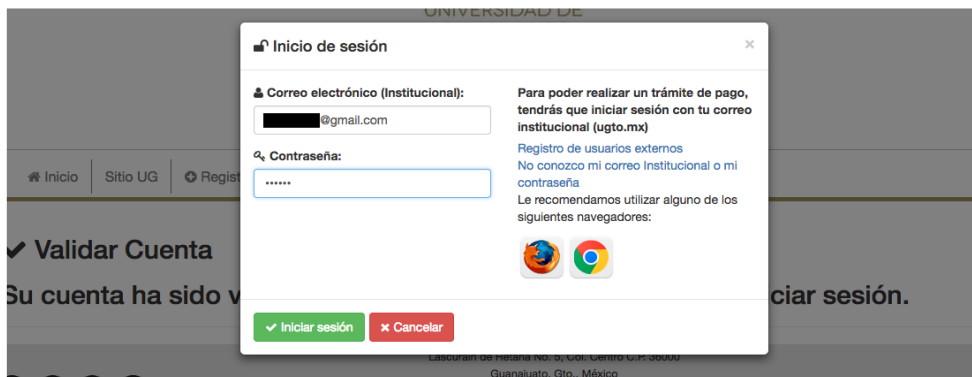 UNIVERSIDAD DE
Inicio de sesión ×
Correo electrónico (Institucional):
@gmail.com
Contraseña:
••••••
Para poder realizar un trámite de pago,
tendrás que iniciar sesión con tu correo
institucional (ugto.mx)
Registro de usuarios externos
No conozco mi correo Institucional o mi
contraseña
Le recomendamos utilizar alguno de los
siguientes navegadores:
Iniciar sesión
Cancelar
Inicio
Sitio UG
Regist
Validar Cuenta
Su cuenta ha sido v
ciar sesión.
Lascuráin de Retana No. 5, Col. Centro C.P. 36000
Guanajuato, Gto., México